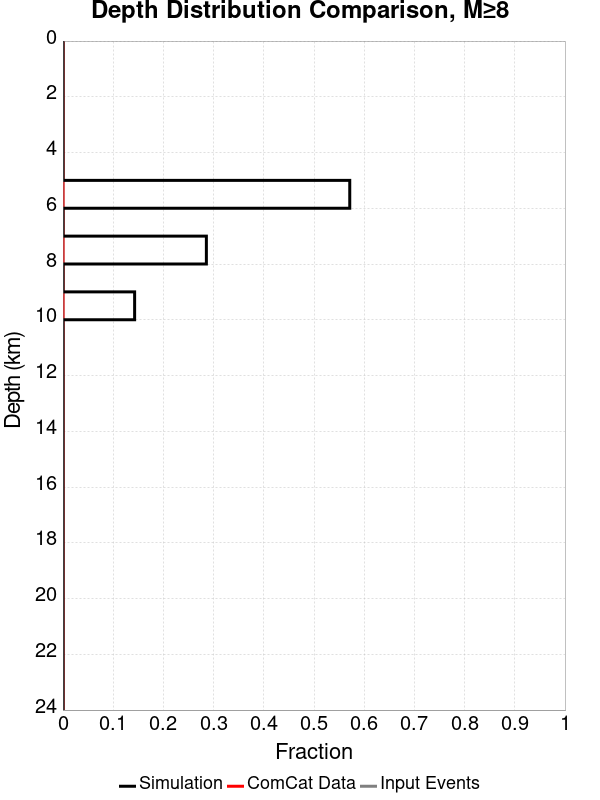 Depth Distribution Comparison, M≥8
0
2
4
6
8
10
12
14
16
18
20
22
24
Depth (km)
0 0.1 0.2 0.3 0.4 0.5 0.6 0.7 0.8 0.9 1
Fraction
Simulation ComCat Data Input Events